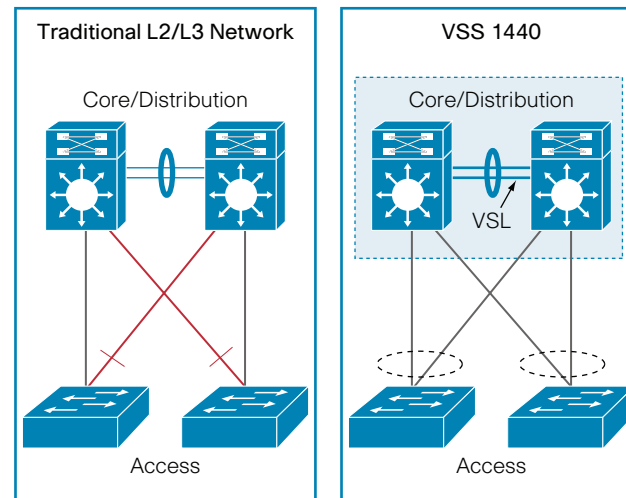 Traditional L2/L3 Network
Core/Distribution
Access
VSS 1440
Core/Distribution
VSL
Access